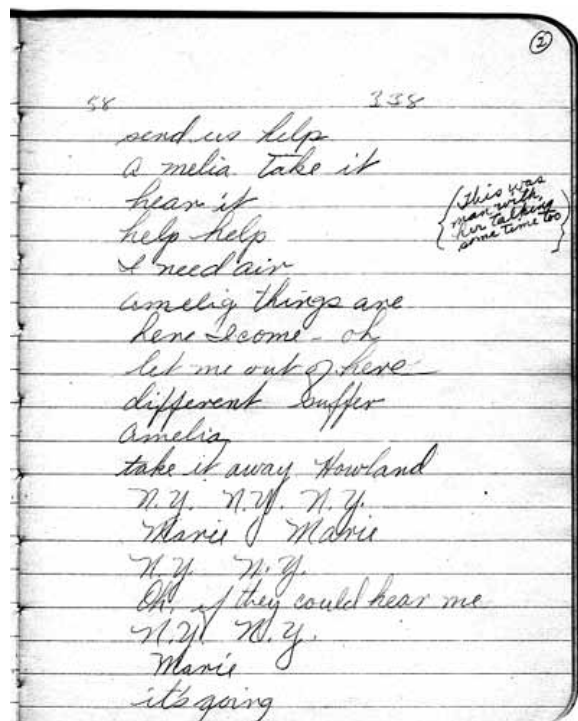 2
58 338
send us help
a melia take it
hear it
help help
I need air
amelia things are
here I come - oh
let me out of here
different suffer
amelia
take it away Howland
N.Y. N.Y. N.Y.
Marie Marie
N.Y. N.Y.
Oh, if they could hear me
N.Y. N.Y.
Marie
it's going
This was
man with
her talking
some time too